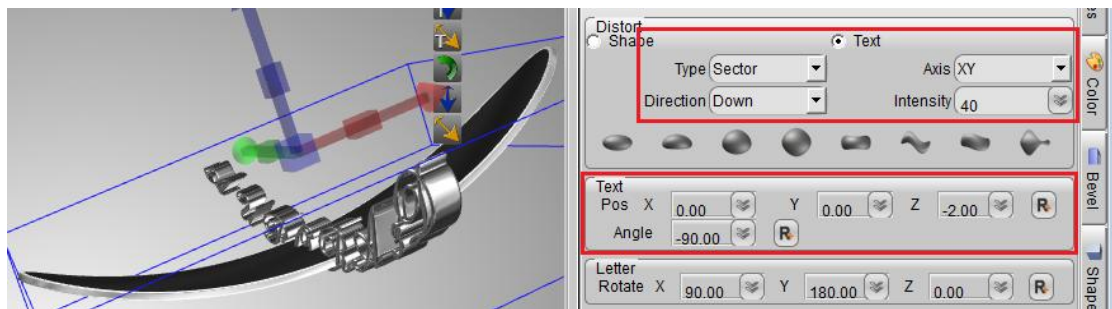 Distort
Shape Text
Type Sector Axis XY
Direction Down Intensity 40
Text
Pos X 0.00 Y 0.00 Z -2.00 R
Angle -90.00 R
Letter
Rotate X 90.00 Y 180.00 Z 0.00 R
Color
Bevel
Shape
T